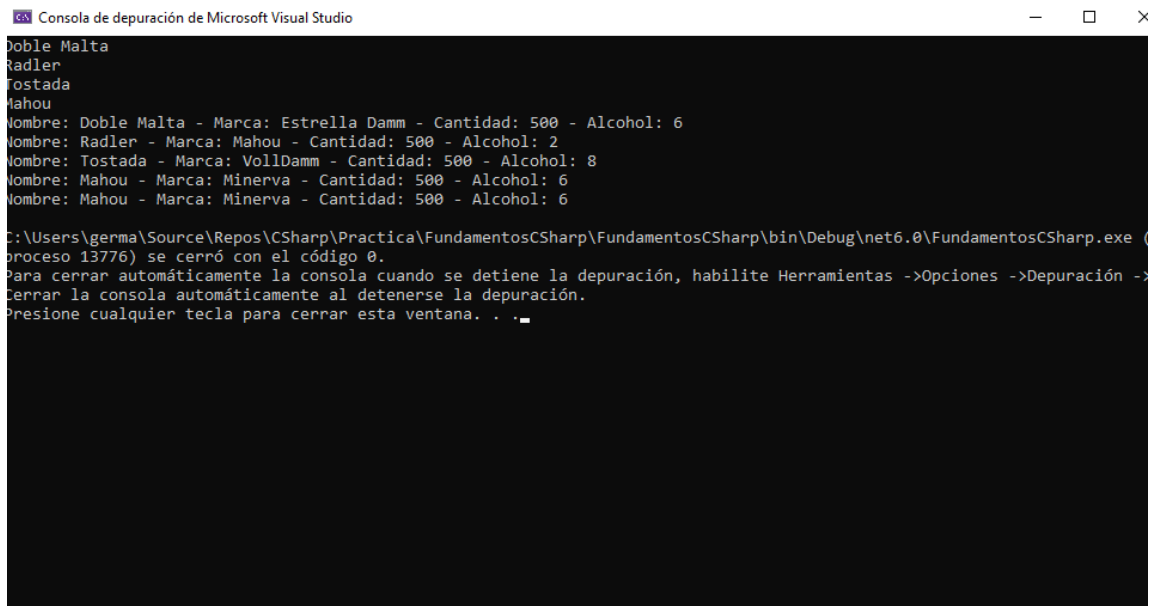 Consola de depuración de Microsoft Visual Studio
Doble Malta
Radler
Tostada
Mahou
Nombre: Doble Malta - Marca: Estrella Damm - Cantidad: 500 - Alcohol: 6
Nombre: Radler - Marca: Mahou - Cantidad: 500 - Alcohol: 2
Nombre: Tostada - Marca: VollDamm - Cantidad: 500 - Alcohol: 8
Nombre: Mahou - Marca: Minerva - Cantidad: 500 - Alcohol: 6
Nombre: Mahou - Marca: Minerva - Cantidad: 500 - Alcohol: 6
C:\Users\germa\Source\Repos\CSharp\Practica\FundamentosCSharp\FundamentosCSharp\bin\Debug\net6.0\FundamentosCSharp.exe (
proceso 13776) se cerró con el código 0.
Para cerrar automáticamente la consola cuando se detiene la depuración, habilite Herramientas ->Opciones ->Depuración ->
Cerrar la consola automáticamente al detenerse la depuración.
Presione cualquier tecla para cerrar esta ventana. . .